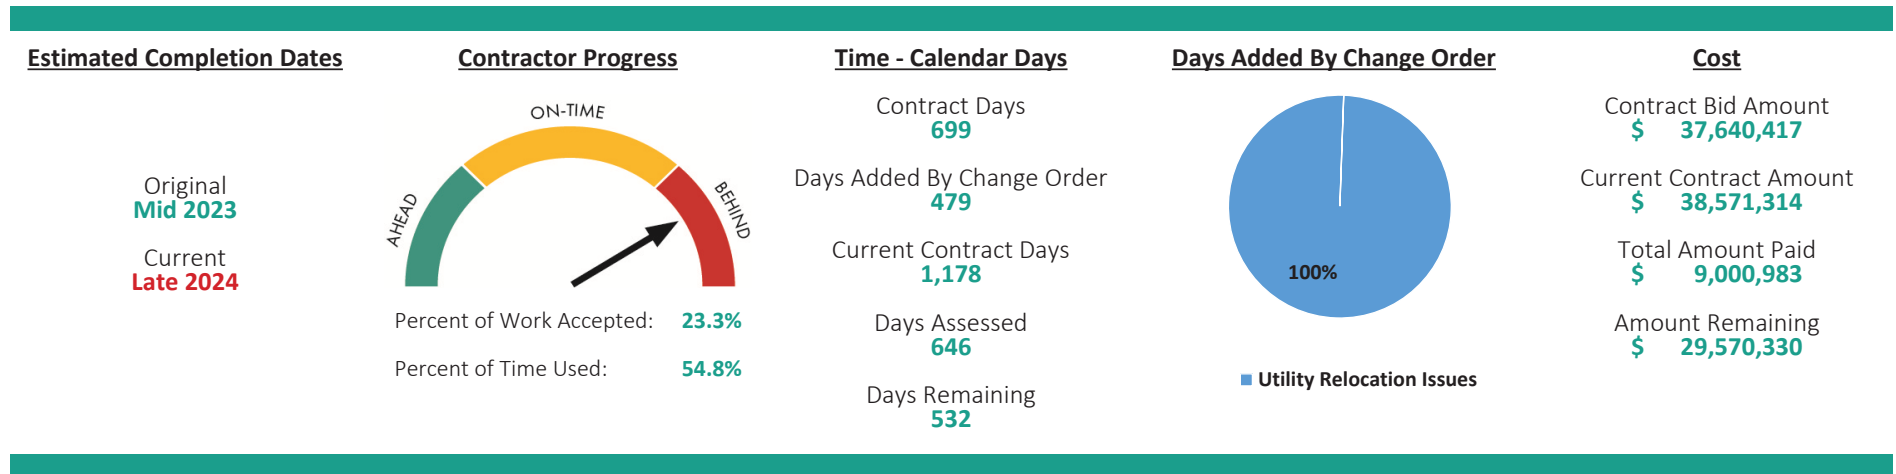 Estimated Completion Dates
Original
Mid 2023
Current
Late 2024
Contractor Progress
AHEAD
ON-TIME
BEHIND
Percent of Work Accepted: 23.3%
Percent of Time Used: 54.8%
Time - Calendar Days
Contract Days
699
Days Added By Change Order
479
Current Contract Days
1,178
Days Assessed
646
Days Remaining
532
Days Added By Change Order
100%
Utility Relocation Issues
Cost
Contract Bid Amount
$ 37,640,417
Current Contract Amount
$ 38,571,314
Total Amount Paid
$ 9,000,983
Amount Remaining
$ 29,570,330